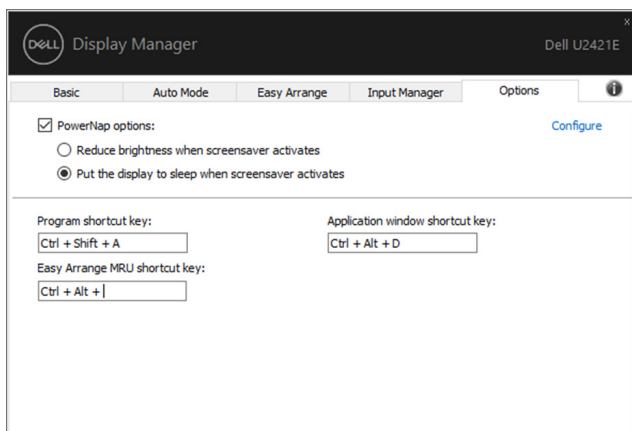 x
DELL Display Manager Dell U2421E
Basic Auto Mode Easy Arrange Input Manager Options i
PowerNap options: Configure
Reduce brightness when screensaver activates
Put the display to sleep when screensaver activates
Program shortcut key: Application window shortcut key:
Ctrl + Shift + A Ctrl + Alt + D
Easy Arrange MRU shortcut key:
Ctrl + Alt +